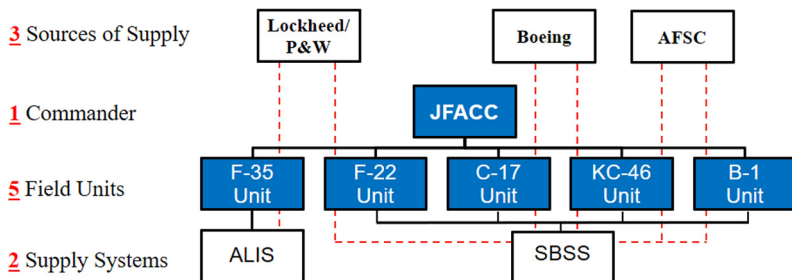 3 Sources of Supply
Lockheed/
P&W
Boeing
AFSC
1 Commander
JFACC
5 Field Units
F-35
Unit
F-22
Unit
C-17
Unit
KC-46
Unit
B-1
Unit
2 Supply Systems
ALIS
SBSS